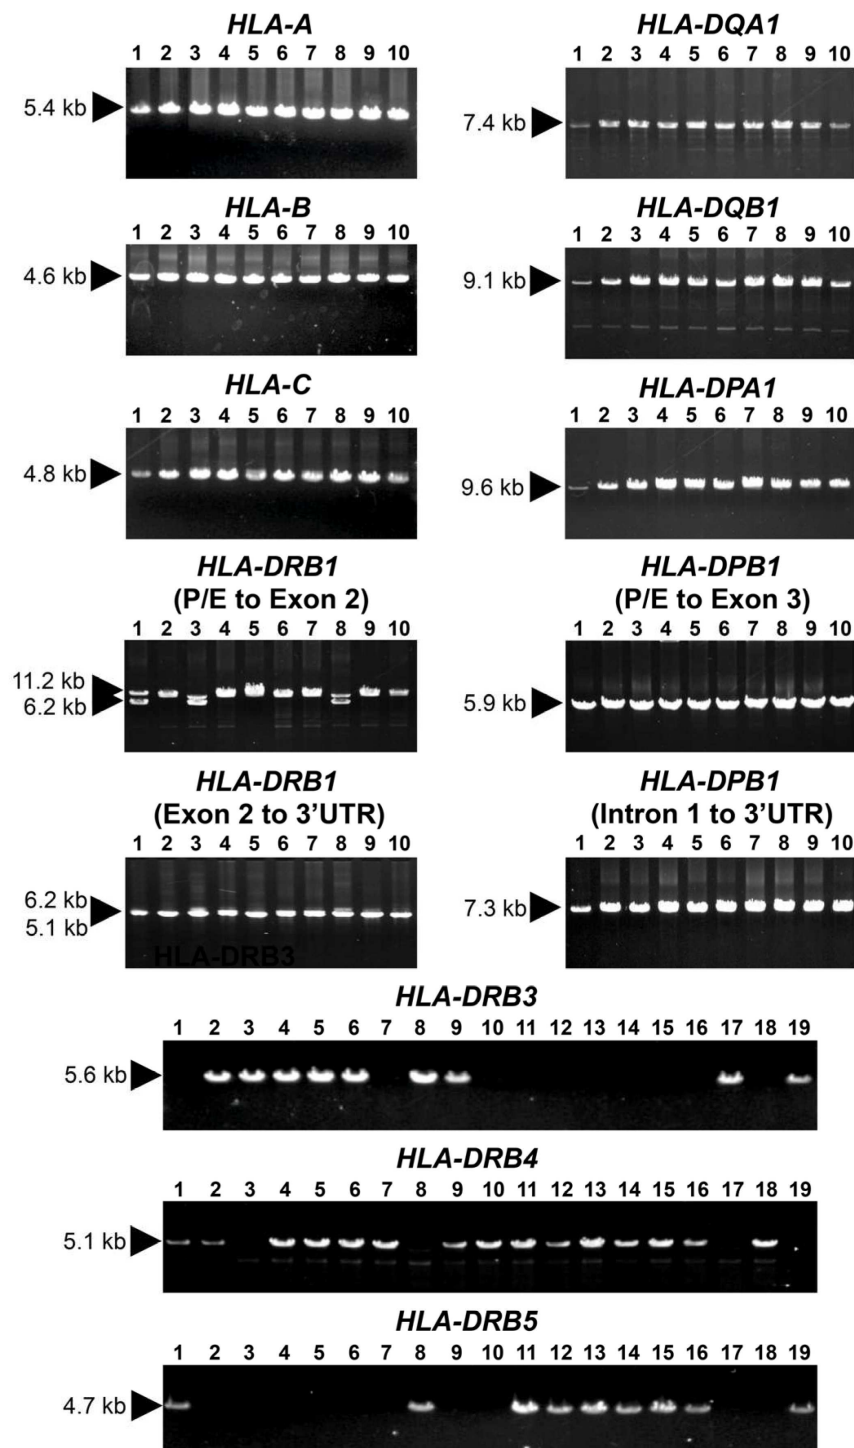 HLA-A
1 2 3 4 5 6 7 8 9 10
5.4 kb
HLA-B
1 2 3 4 5 6 7 8 9 10
4.6 kb
HLA-C
1 2 3 4 5 6 7 8 9 10
4.8 kb
HLA-DRB1
(P/E to Exon 2)
1 2 3 4 5 6 7 8 9 10
11.2 kb
6.2 kb
HLA-DRB1
(Exon 2 to 3'UTR)
1 2 3 4 5 6 7 8 9 10
6.2 kb
5.1 kb
HLA-DRB3
HLA-DQA1
1 2 3 4 5 6 7 8 9 10
7.4 kb
HLA-DQB1
1 2 3 4 5 6 7 8 9 10
9.1 kb
HLA-DPA1
1 2 3 4 5 6 7 8 9 10
9.6 kb
HLA-DPB1
(P/E to Exon 3)
1 2 3 4 5 6 7 8 9 10
5.9 kb
HLA-DPB1
(Intron 1 to 3'UTR)
1 2 3 4 5 6 7 8 9 10
7.3 kb
HLA-DRB3
1 2 3 4 5 6 7 8 9 10 11 12 13 14 15 16 17 18 19
5.6 kb
HLA-DRB4
1 2 3 4 5 6 7 8 9 10 11 12 13 14 15 16 17 18 19
5.1 kb
HLA-DRB5
1 2 3 4 5 6 7 8 9 10 11 12 13 14 15 16 17 18 19
4.7 kb